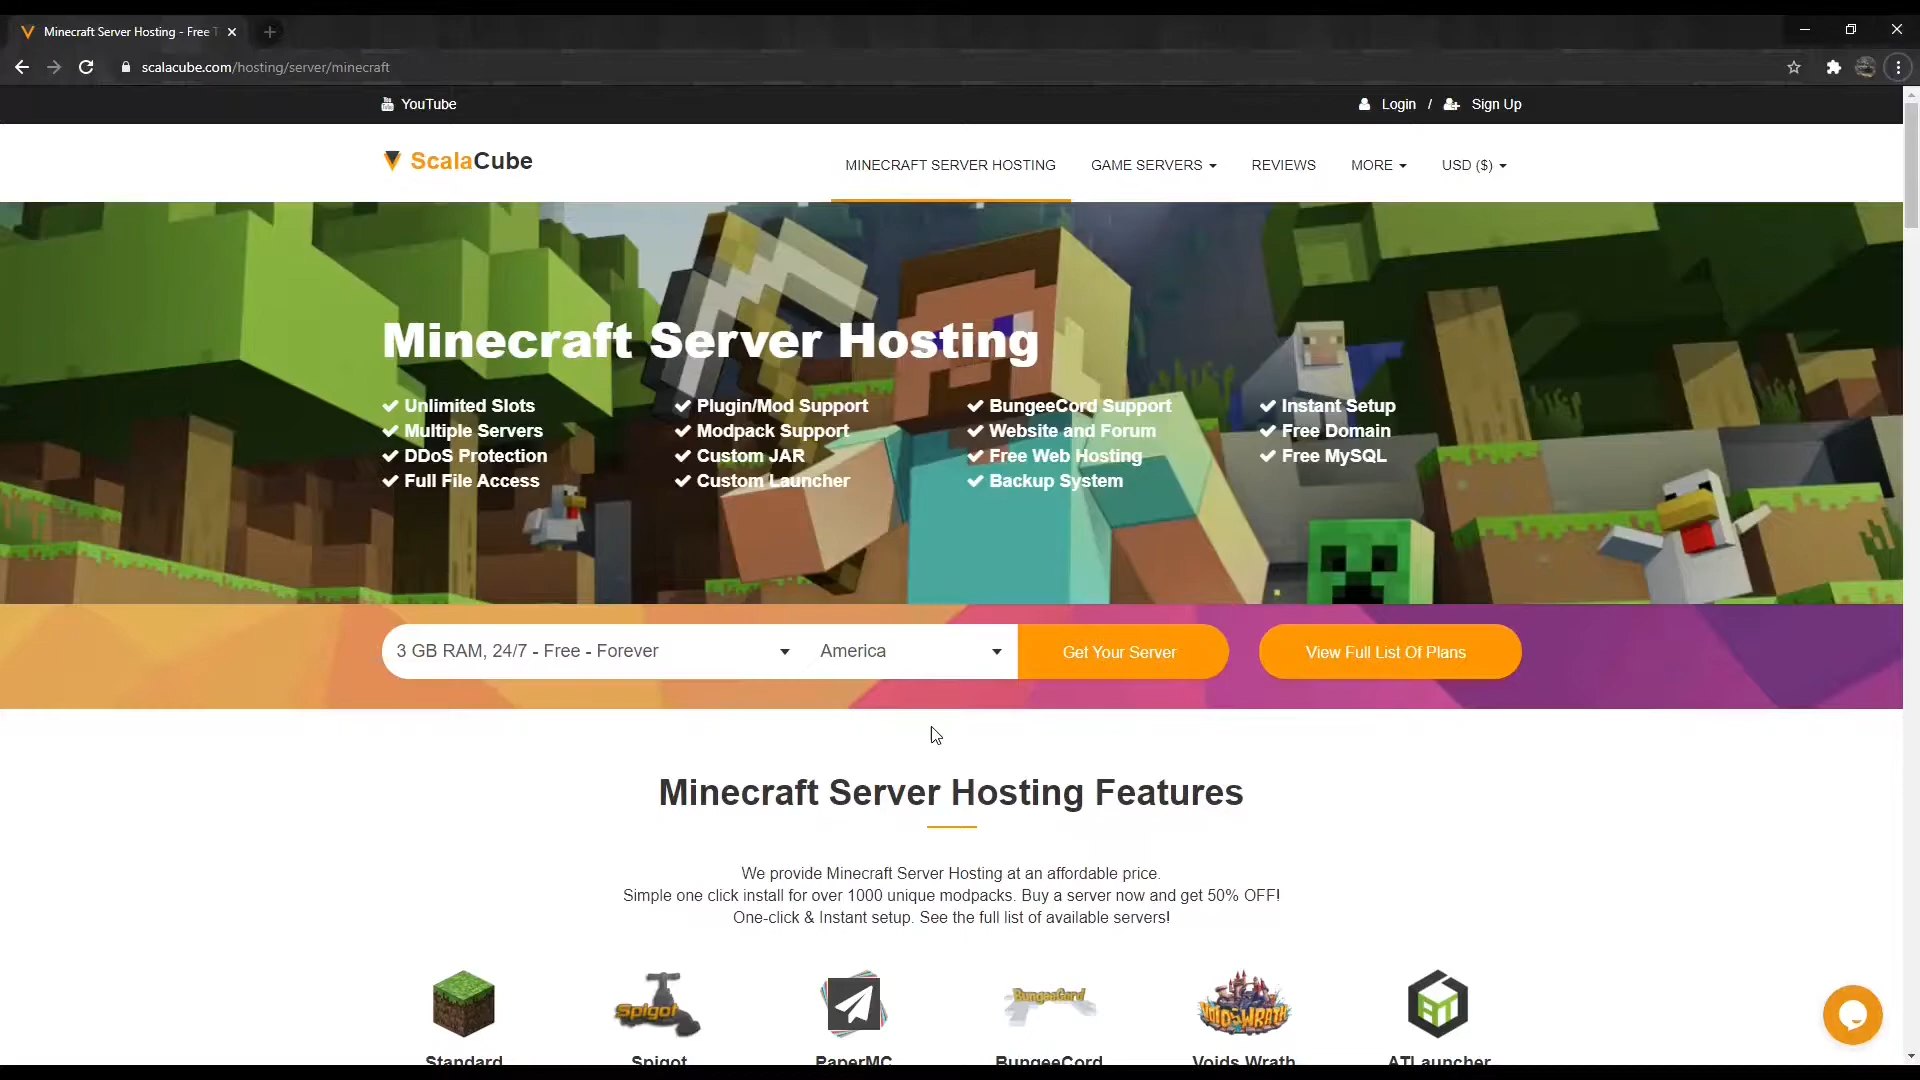 Minecraft Server Hosting - Free T
scalacube.com/hosting/server/minecraft
YouTube
Login / Sign Up
ScalaCube
MINECRAFT SERVER HOSTING GAME SERVERS REVIEWS MORE USD ($)
Minecraft Server Hosting
Unlimited Slots Plugin/Mod Support BungeeCord Support Instant Setup
Multiple Servers Modpack Support Website and Forum Free Domain
DDoS Protection Custom JAR Free Web Hosting Free MySQL
Full File Access Custom Launcher Backup System
3 GB RAM, 24/7 - Free - Forever America Get Your Server View Full List Of Plans
Minecraft Server Hosting Features
We provide Minecraft Server Hosting at an affordable price.
Simple one click install for over 1000 unique modpacks. Buy a server now and get 50% OFF!
One-click & Instant setup. See the full list of available servers!
Spigot BungeeCord VOIDSWRATH
Standard Spigot PaperMC BungeeCord Voids Wrath ATLauncher